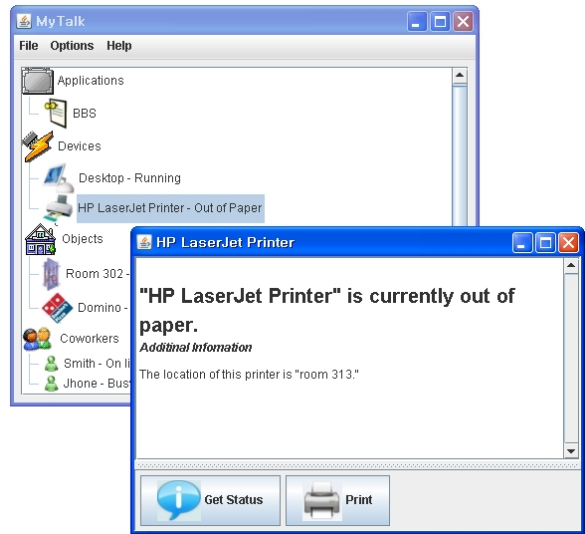 MyTalk
File Options Help
Applications
BBS
Devices
Desktop - Running
HP LaserJet Printer - Out of Paper
Objects
Room 302 -
Domino -
Coworkers
Smith - On li
Jhone - Bus
HP LaserJet Printer
"HP LaserJet Printer" is currently out of
paper.
Additinal Infomation
The location of this printer is "room 313."
Get Status Print